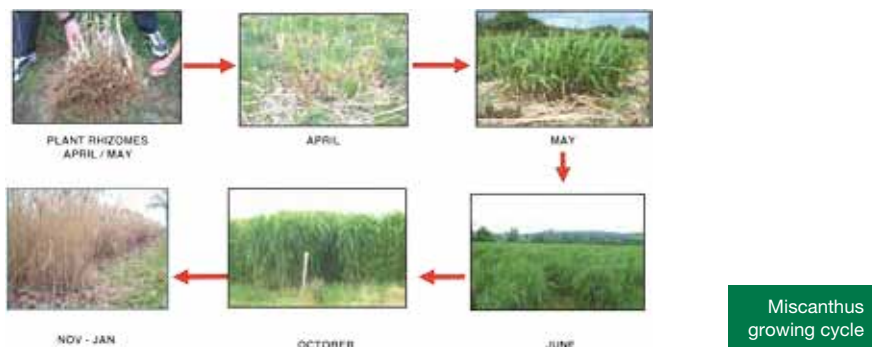 PLANT RHIZOMES
APRIL / MAY
APRIL
MAY
NOV - JAN
OCTOBER
JUNE
Miscanthus
growing cycle